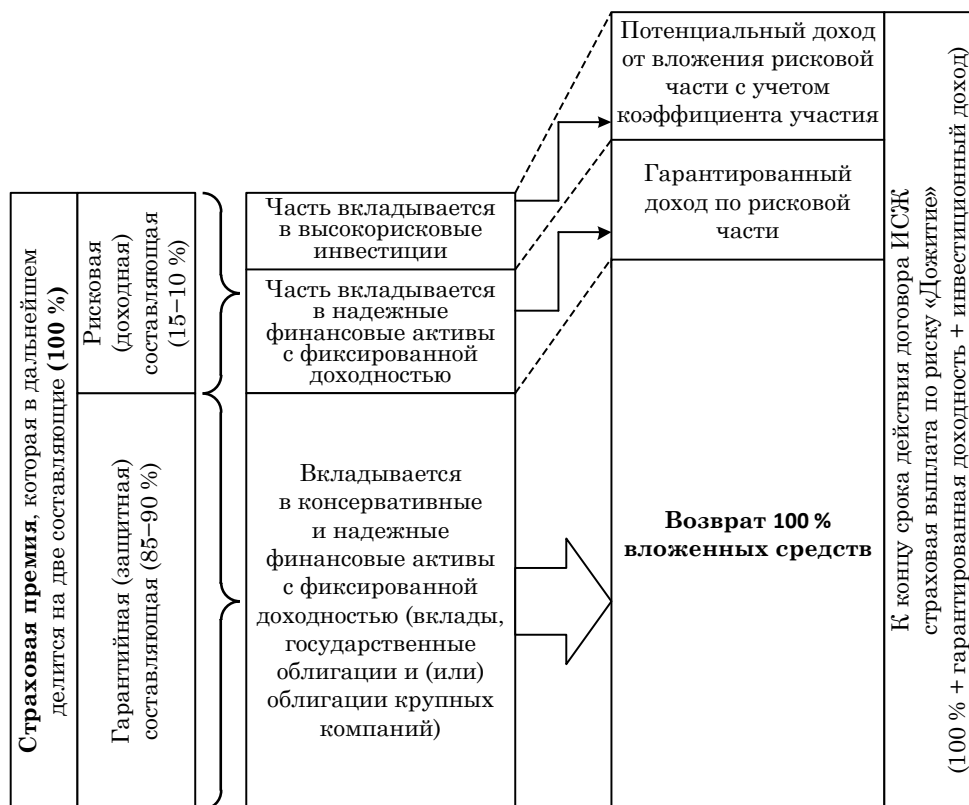 Страховая премия, которая в дальнейшем
делится на две составляющие (100 %)
Рисковая
(доходная)
составляющая
(15–10 %)
Гарантийная (защитная)
составляющая (85–90 %)
Часть вкладывается
в высокорисковые
инвестиции
Часть вкладывается
в надежные
финансовые активы
с фиксированной
доходностью
Вкладывается
в консервативные
и надежные
финансовые активы
с фиксированной
доходностью (вклады,
государственные
облигации и (или)
облигации крупных
компаний)
Потенциальный доход
от вложения рисковой
части с учетом
коэффициента участия
Гарантированный
доход по рисковой
части
Возврат 100 %
вложенных средств
К концу срока действия договора ИСЖ
страховая выплата по риску «Дожитие»
(100 % + гарантированная доходность + инвестиционный доход)